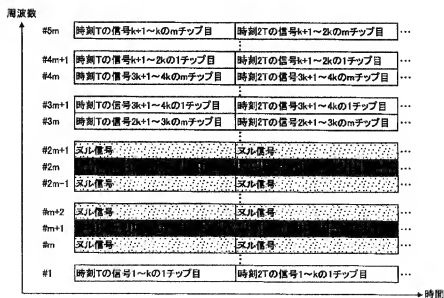 周波数
#5m 時刻Tの信号k+1～kのmチップ目 時刻2Tの信号k+1～kのmチップ目 …
#4m+1 時刻Tの信号k+1～2kの1チップ目 時刻2Tの信号k+1～2kの1チップ目 …
#4m 時刻Tの信号3k+1～4kのmチップ目 時刻2Tの信号3k+1～4kのmチップ目 …
#3m+1 時刻Tの信号3k+1～4kの1チップ目 時刻2Tの信号3k+1～4kの1チップ目 …
#3m 時刻Tの信号2k+1～3kのmチップ目 時刻2Tの信号2k+1～3kのmチップ目 …
#2m+1 ヌル信号 ヌル信号 …
#2m …
#2m-1 ヌル信号 ヌル信号 …
#m+2 ヌル信号 ヌル信号 …
#m+1 …
#m ヌル信号 ヌル信号 …
#1 時刻Tの信号1～kの1チップ目 時刻2Tの信号1～kの1チップ目 …
時間